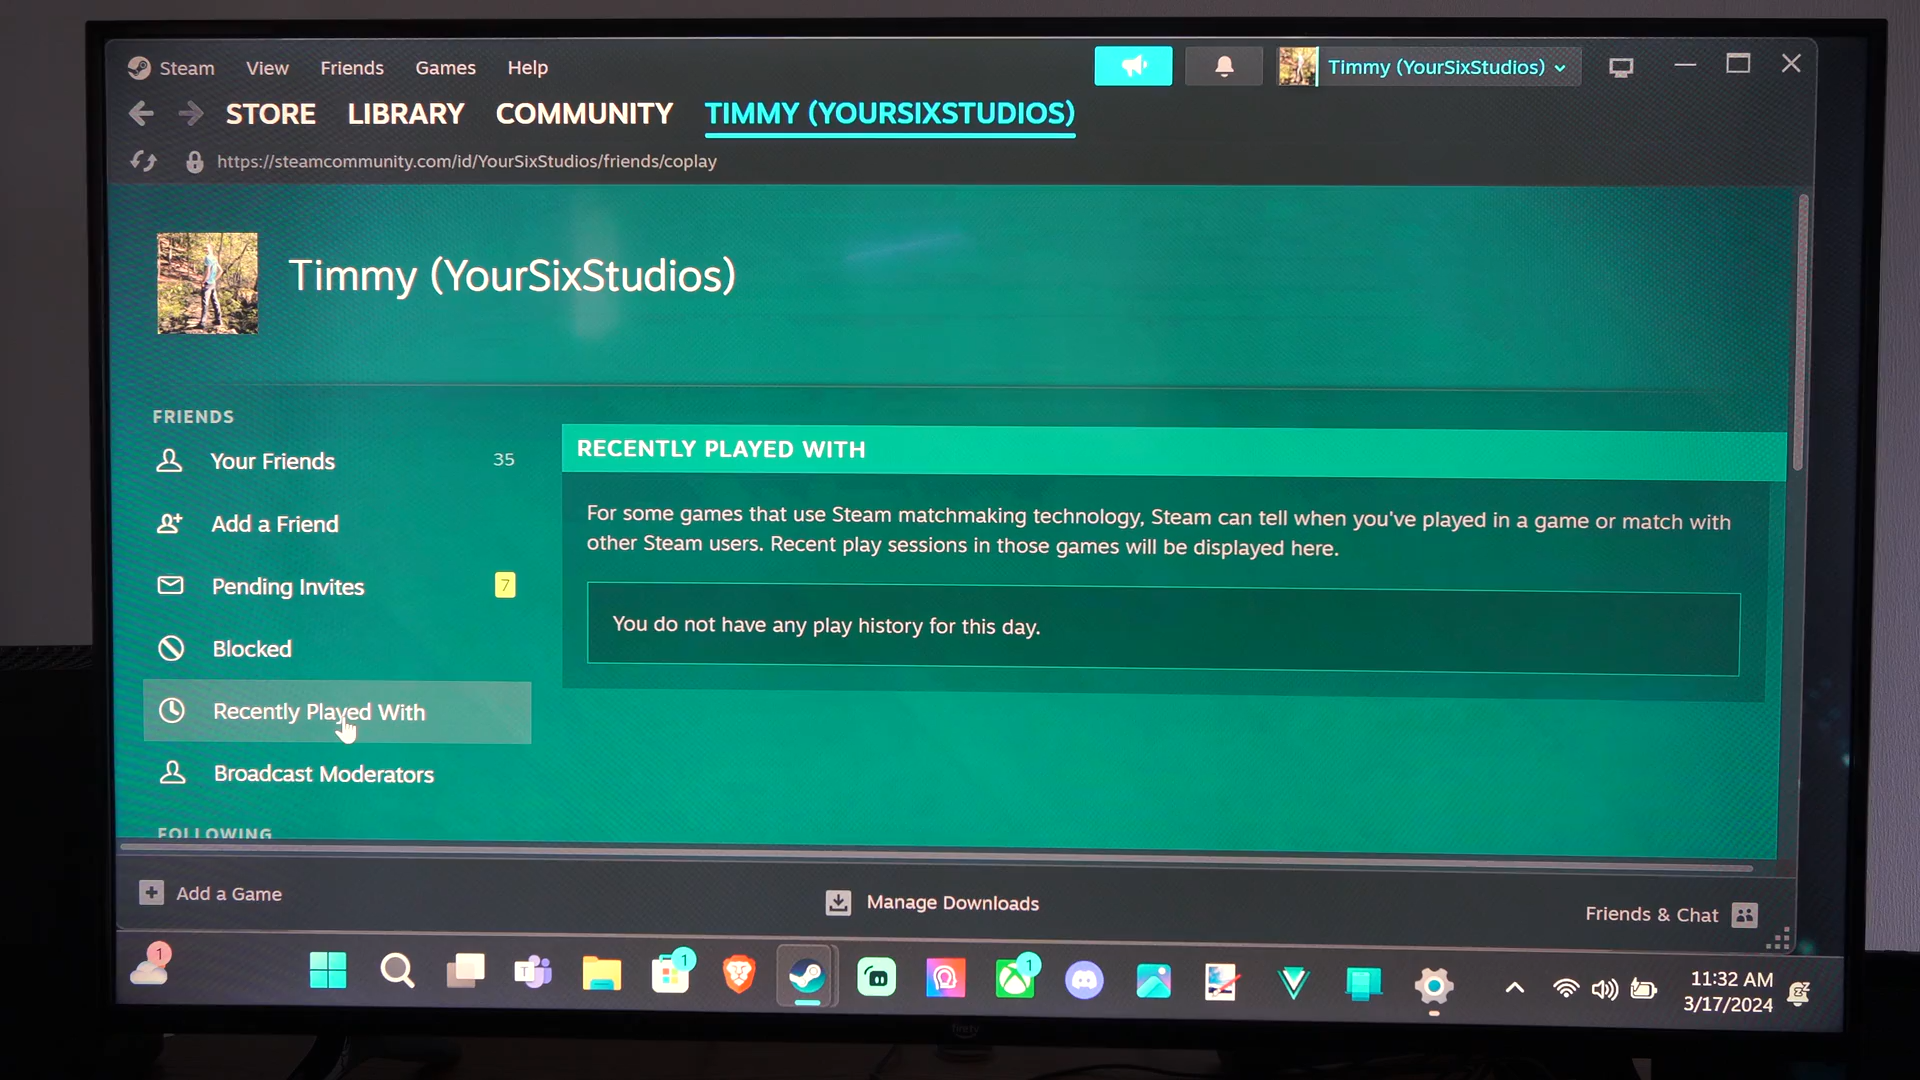 Steam View Friends Games Help Timmy (YourSixStudios)
STORE LIBRARY COMMUNITY TIMMY (YOURSIXSTUDIOS)
https://steamcommunity.com/id/YourSixStudios/friends/coplay
Timmy (YourSixStudios)
FRIENDS
Your Friends 35
Add a Friend
Pending Invites 7
Blocked
Recently Played With
Broadcast Moderators
FOLLOWING
RECENTLY PLAYED WITH
For some games that use Steam matchmaking technology, Steam can tell when you've played in a game or match with
other Steam users. Recent play sessions in those games will be displayed here.
You do not have any play history for this day.
Add a Game
Manage Downloads
Friends & Chat
1
T
1
1
11:32 AM
3/17/2024
firetv